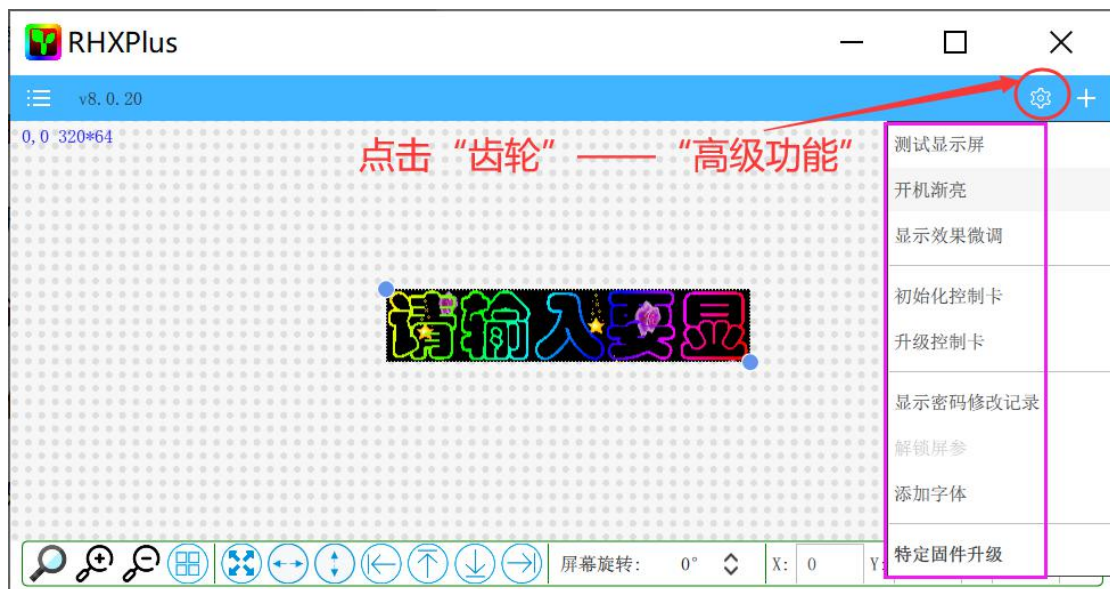 RHXPlus
v8.0.20
0,0 320*64
点击“齿轮”——“高级功能”
测试显示屏
开机渐亮
显示效果微调
请输入要显
初始化控制卡
升级控制卡
显示密码修改记录
解锁屏参
添加字体
特定固件升级
屏幕旋转: 0° X: 0 Y: